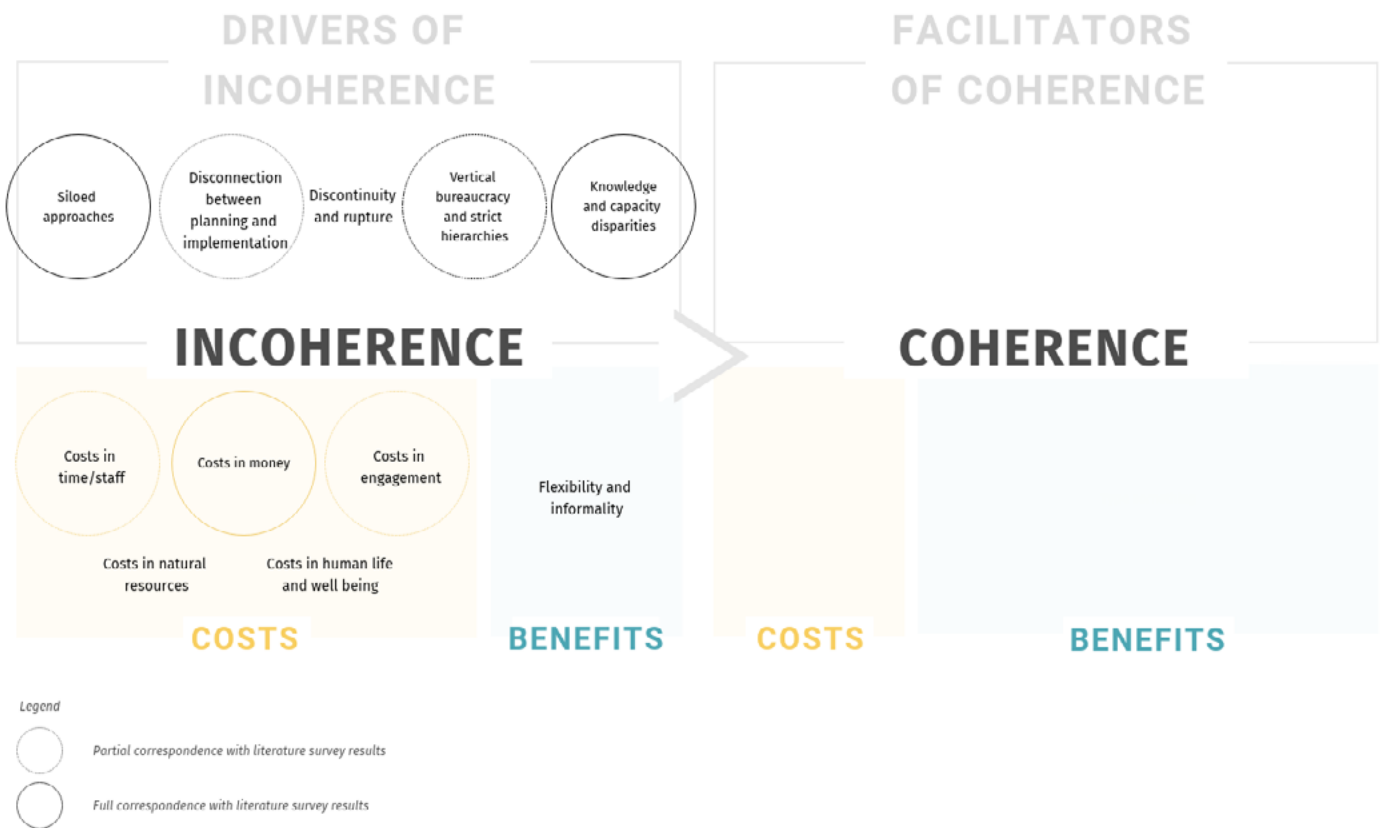 DRIVERS OF
INCOHERENCE
FACILITATORS
OF COHERENCE
Siloed
approaches
Disconnection
between
planning and
implementation
Discontinuity
and rupture
Vertical
bureaucracy
and strict
hierarchies
Knowledge
and capacity
disparities
INCOHERENCE
COHERENCE
Costs in
time/staff
Costs in money
Costs in
engagement
Costs in natural
resources
Costs in human life
and well being
Flexibility and
informality
COSTS
BENEFITS
COSTS
BENEFITS
Legend
Partial correspondence with literature survey results
Full correspondence with literature survey results